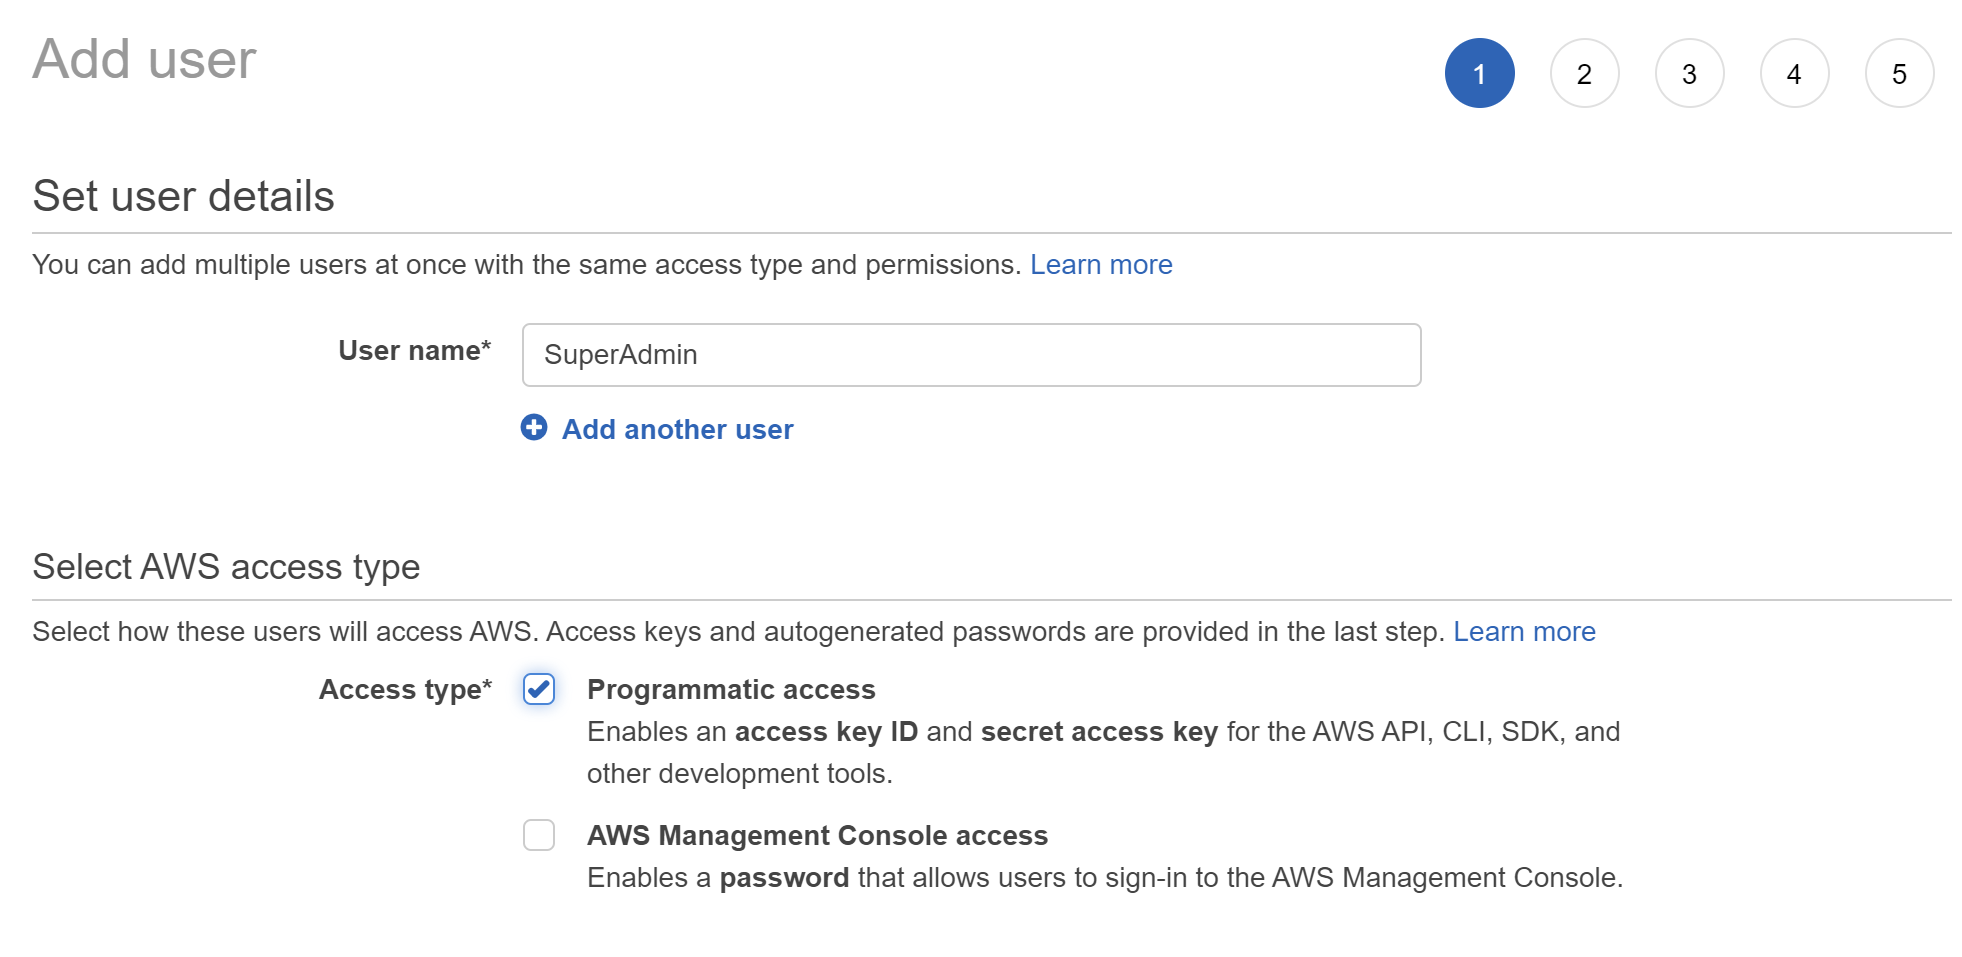 Add user
1 2 3 4 5
Set user details
You can add multiple users at once with the same access type and permissions. Learn more
User name* SuperAdmin
Add another user
Select AWS access type
Select how these users will access AWS. Access keys and autogenerated passwords are provided in the last step. Learn more
Access type* Programmatic access
Enables an access key ID and secret access key for the AWS API, CLI, SDK, and
other development tools.
AWS Management Console access
Enables a password that allows users to sign-in to the AWS Management Console.